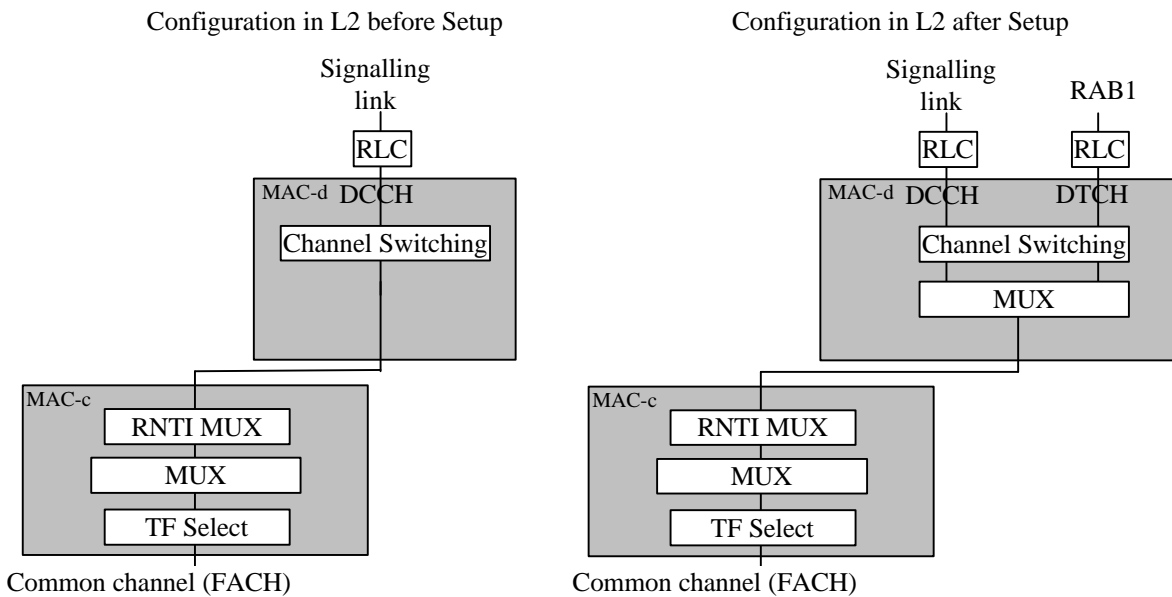 Configuration in L2 before Setup
Signalling
link
RLC
MAC-d DCCH
Channel Switching
MAC-c
RNTI MUX
MUX
TF Select
Common channel (FACH)
Configuration in L2 after Setup
Signalling
link
RAB1
RLC
RLC
MAC-d DCCH
DTCH
Channel Switching
MUX
MAC-c
RNTI MUX
MUX
TF Select
Common channel (FACH)